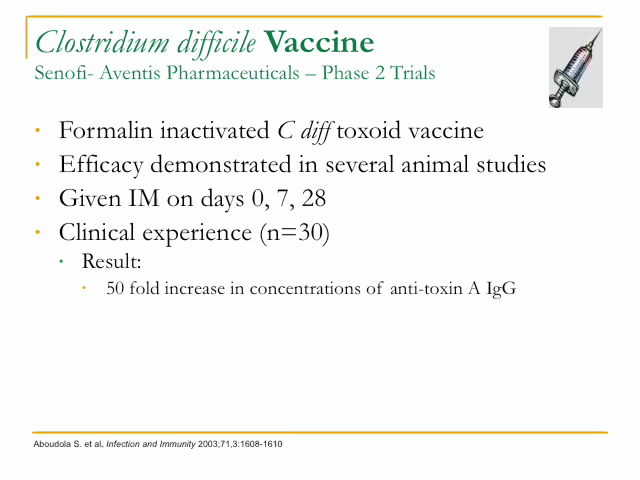 Clostridium difficile Vaccine
Senofi- Aventis Pharmaceuticals – Phase 2 Trials
• Formalin inactivated C diff toxoid vaccine
• Efficacy demonstrated in several animal studies
• Given IM on days 0, 7, 28
• Clinical experience (n=30)
• Result:
• 50 fold increase in concentrations of anti-toxin A IgG
Aboudola S. et al, Infection and Immunity 2003;71,3:1608-1610